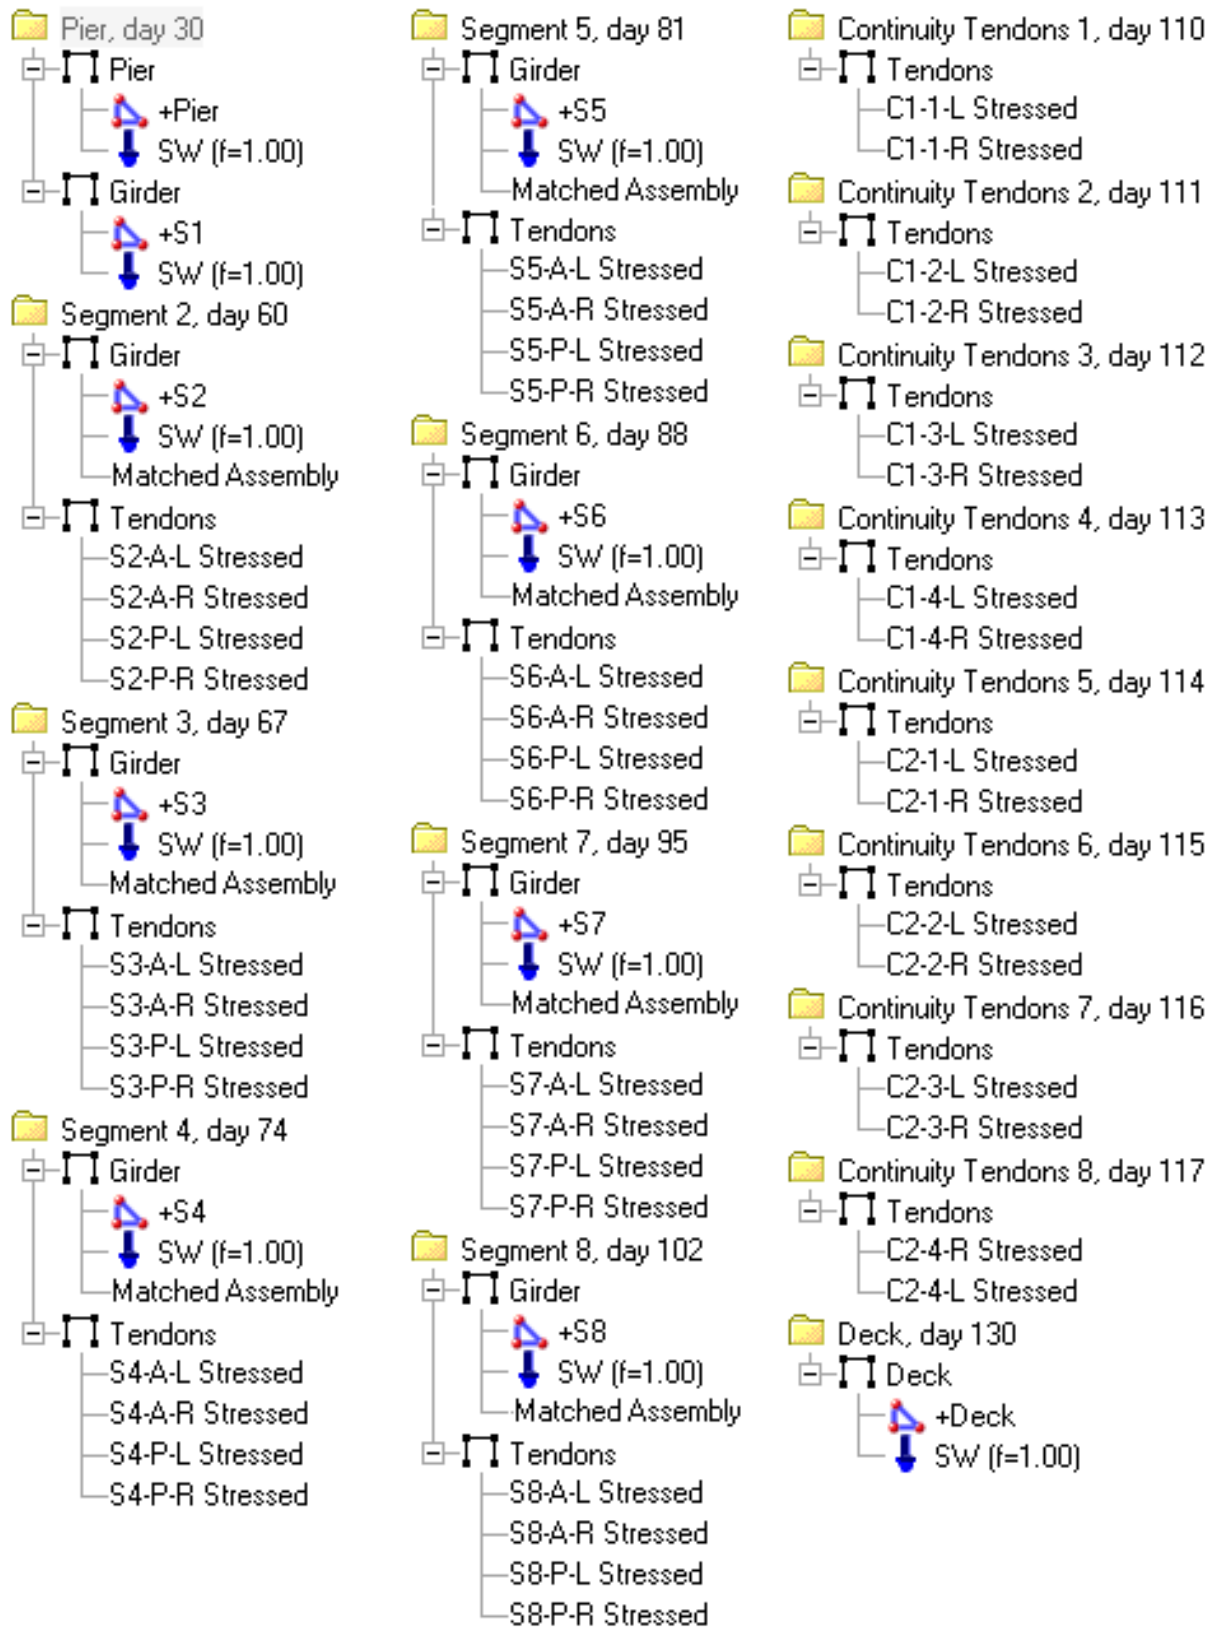 Pier, day 30
Pier
+Pier
SW (f=1.00)
Girder
+S1
SW (f=1.00)
Segment 2, day 60
Girder
+S2
SW (f=1.00)
Matched Assembly
Tendons
S2-A-L Stressed
S2-A-R Stressed
S2-P-L Stressed
S2-P-R Stressed
Segment 3, day 67
Girder
+S3
SW (f=1.00)
Matched Assembly
Tendons
S3-A-L Stressed
S3-A-R Stressed
S3-P-L Stressed
S3-P-R Stressed
Segment 4, day 74
Girder
+S4
SW (f=1.00)
Matched Assembly
Tendons
S4-A-L Stressed
S4-A-R Stressed
S4-P-L Stressed
S4-P-R Stressed
Segment 5, day 81
Girder
+S5
SW (f=1.00)
Matched Assembly
Tendons
S5-A-L Stressed
S5-A-R Stressed
S5-P-L Stressed
S5-P-R Stressed
Segment 6, day 88
Girder
+S6
SW (f=1.00)
Matched Assembly
Tendons
S6-A-L Stressed
S6-A-R Stressed
S6-P-L Stressed
S6-P-R Stressed
Segment 7, day 95
Girder
+S7
SW (f=1.00)
Matched Assembly
Tendons
S7-A-L Stressed
S7-A-R Stressed
S7-P-L Stressed
S7-P-R Stressed
Segment 8, day 102
Girder
+S8
SW (f=1.00)
Matched Assembly
Tendons
S8-A-L Stressed
S8-A-R Stressed
S8-P-L Stressed
S8-P-R Stressed
Continuity Tendons 1, day 110
Tendons
C1-1-L Stressed
C1-1-R Stressed
Continuity Tendons 2, day 111
Tendons
C1-2-L Stressed
C1-2-R Stressed
Continuity Tendons 3, day 112
Tendons
C1-3-L Stressed
C1-3-R Stressed
Continuity Tendons 4, day 113
Tendons
C1-4-L Stressed
C1-4-R Stressed
Continuity Tendons 5, day 114
Tendons
C2-1-L Stressed
C2-1-R Stressed
Continuity Tendons 6, day 115
Tendons
C2-2-L Stressed
C2-2-R Stressed
Continuity Tendons 7, day 116
Tendons
C2-3-L Stressed
C2-3-R Stressed
Continuity Tendons 8, day 117
Tendons
C2-4-R Stressed
C2-4-L Stressed
Deck, day 130
Deck
+Deck
SW (f=1.00)